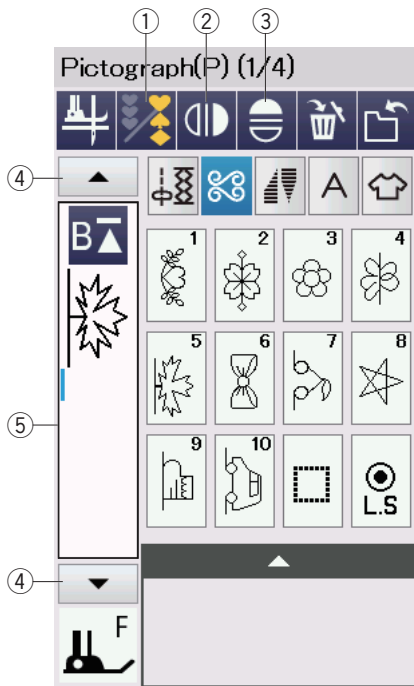 ① ② ③
Pictograph(P) (1/4)
④
A
B
1 2 3 4
5 6 7 8
⑤
9 10
L.S
④
F